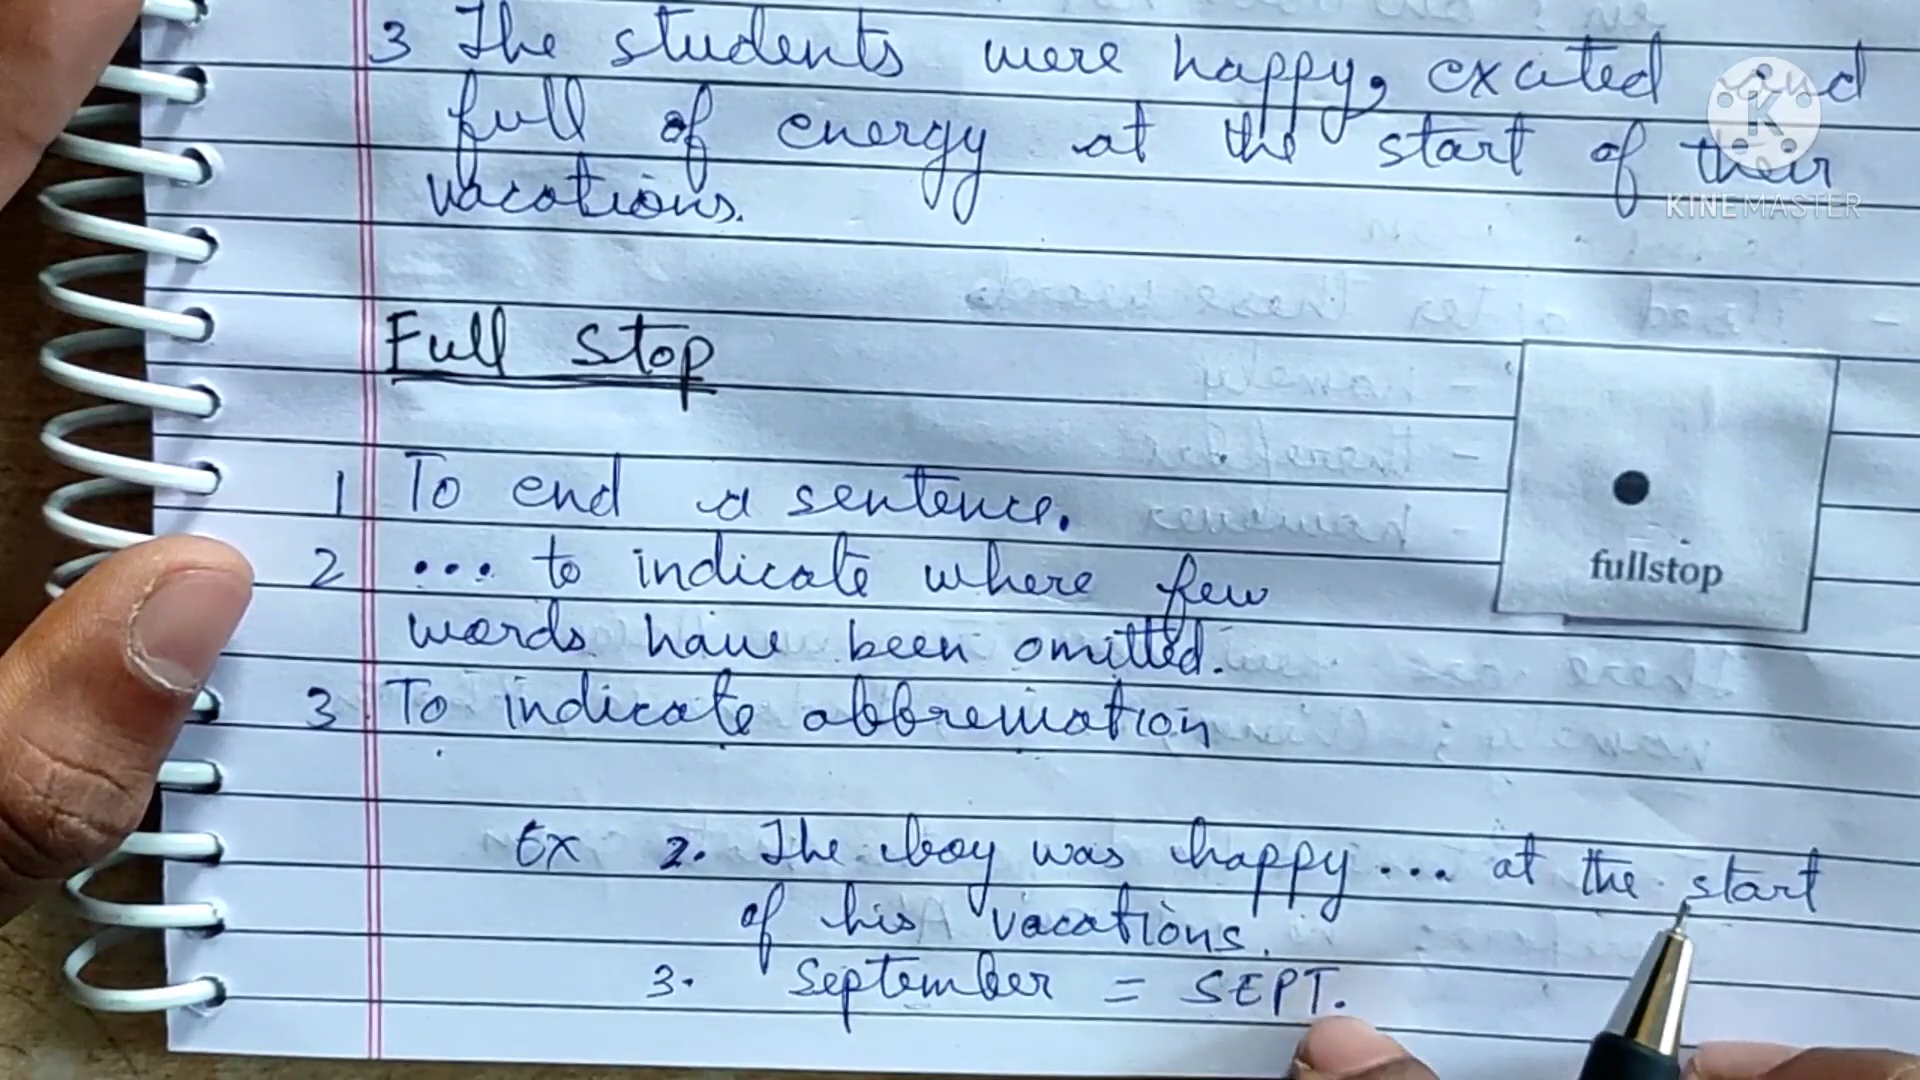 3 The students were happy, excited and
full of energy at the start of their
vacations.
KINEMASTER
Full Stop
1 To end a sentence.
fullstop
2 ... to indicate where few
words have been omitted.
3 To indicate abbreviation
Ex 2. The boy was happy ... at the start
of his vacations.
3. September = SEPT.